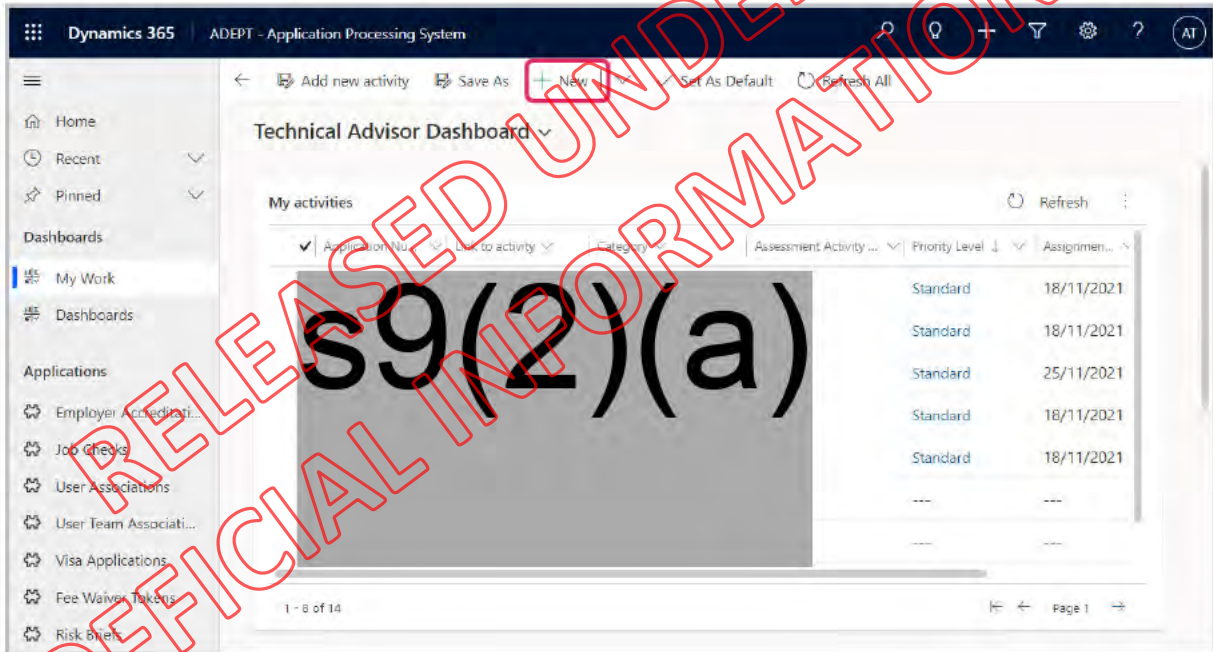 Dynamics 365 ADEPT - Application Processing System ? AT
Add new activity Save As + New Set As Default Refresh All
Home
Recent
Pinned
Dashboards
My Work
Dashboards
Applications
Employer Accreditati...
Job Checks
User Associations
User Team Associati...
Visa Applications
Fee Waiver Tokens
Risk Briefs
Technical Advisor Dashboard
My activities Refresh
Application Nu... Link to activity Category Assessment Activity ... Priority Level ↓ Assignmen...
s9(2)(a)
Standard 18/11/2021
Standard 18/11/2021
Standard 25/11/2021
Standard 18/11/2021
Standard 18/11/2021
--- ---
--- ---
1 - 8 of 14 Page 1
RELEASED UNDER
OFFICIAL INFORMATION